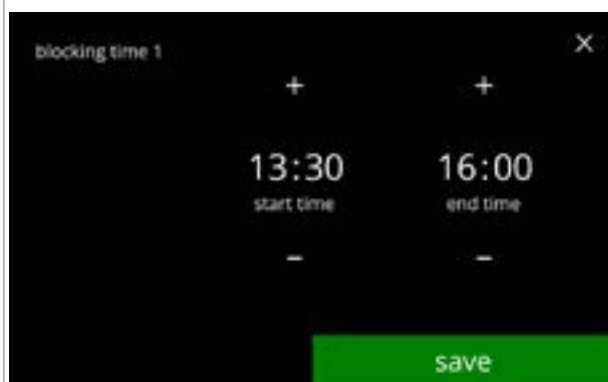 blocking time 1
×
+ +
13:30 16:00
start time end time
− −
save